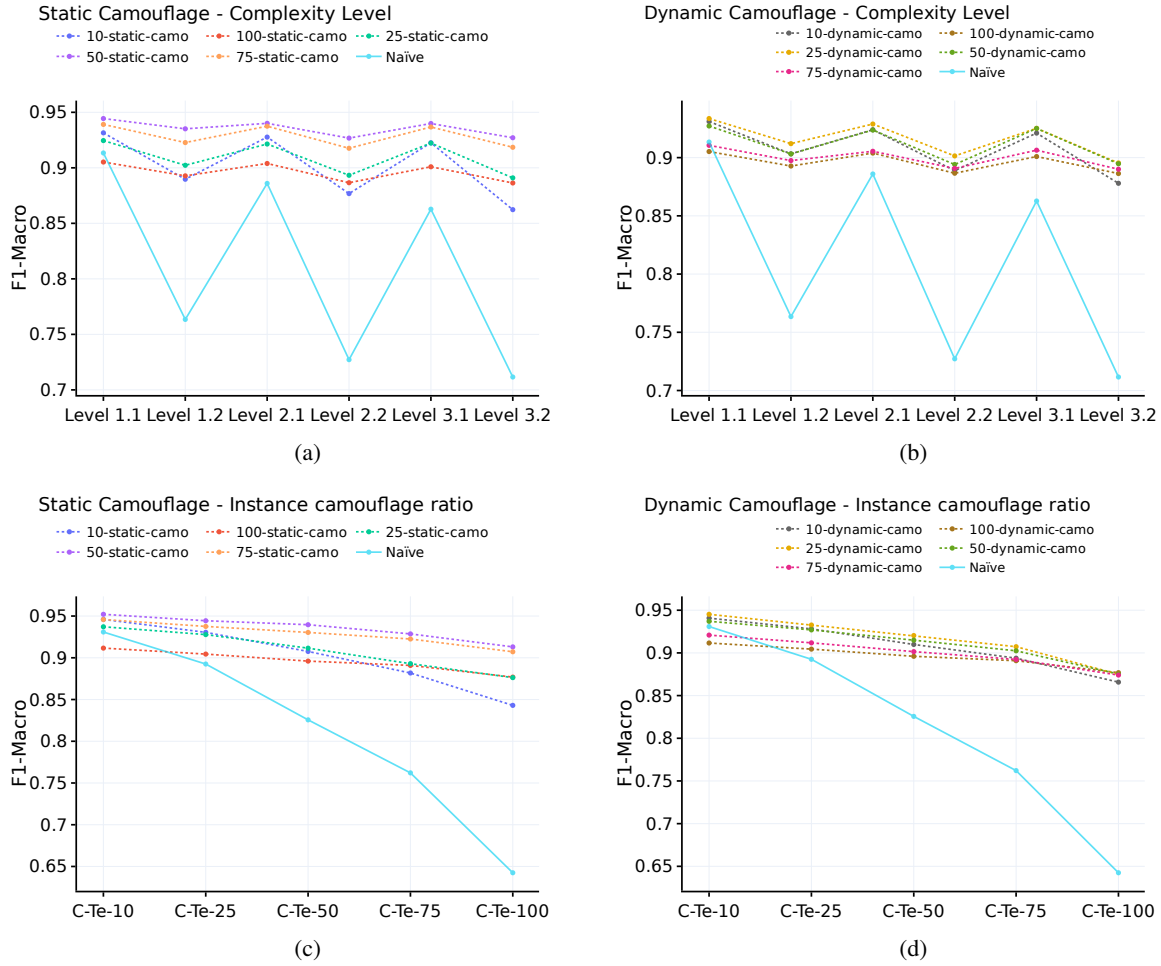 Static Camouflage - Complexity Level
10-static-camo 100-static-camo 25-static-camo
50-static-camo 75-static-camo Naïve
F1-Macro
0.95
0.9
0.85
0.8
0.75
0.7
Level 1.1 Level 1.2 Level 2.1 Level 2.2 Level 3.1 Level 3.2
(a)
Dynamic Camouflage - Complexity Level
10-dynamic-camo 100-dynamic-camo
25-dynamic-camo 50-dynamic-camo
75-dynamic-camo Naïve
F1-Macro
0.9
0.85
0.8
0.75
0.7
Level 1.1 Level 1.2 Level 2.1 Level 2.2 Level 3.1 Level 3.2
(b)
Static Camouflage - Instance camouflage ratio
10-static-camo 100-static-camo 25-static-camo
50-static-camo 75-static-camo Naïve
F1-Macro
0.95
0.9
0.85
0.8
0.75
0.7
0.65
C-Te-10 C-Te-25 C-Te-50 C-Te-75 C-Te-100
(c)
Dynamic Camouflage - Instance camouflage ratio
10-dynamic-camo 100-dynamic-camo
25-dynamic-camo 50-dynamic-camo
75-dynamic-camo Naïve
F1-Macro
0.95
0.9
0.85
0.8
0.75
0.7
0.65
C-Te-10 C-Te-25 C-Te-50 C-Te-75 C-Te-100
(d)